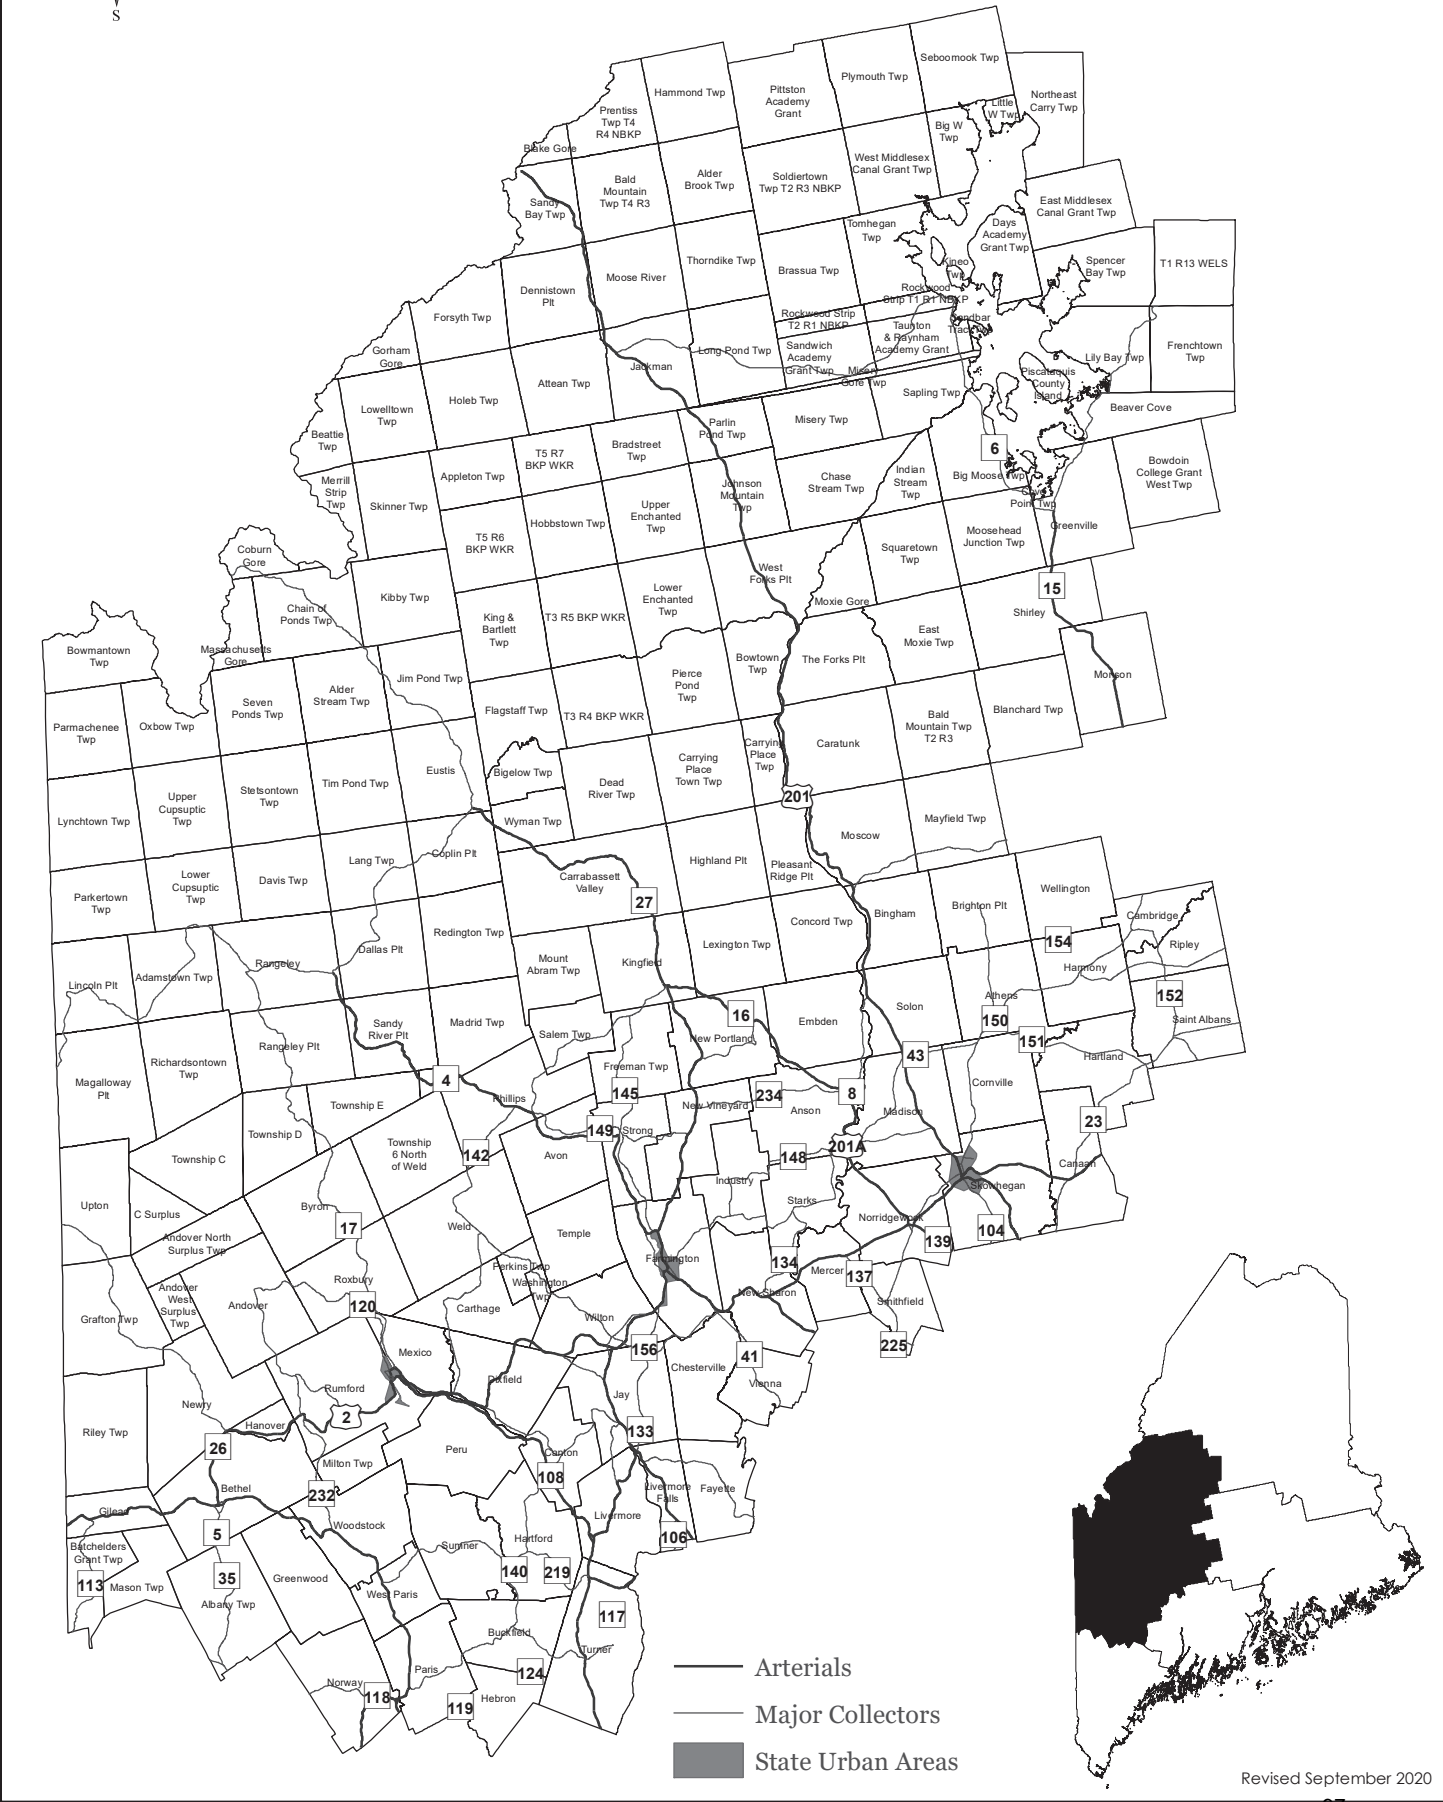 S
Seboomook Twp
Plymouth Twp
Hammond Twp
Pittston
Academy
Grant
Northeast
Carry Twp
Little
W Twp
Prentiss
Twp T4
R4 NBKP
Big W
Twp
Blake Gore
West Middlesex
Canal Grant Twp
Alder
Brook Twp
Soldiertown
Twp T2 R3 NBKP
Bald
Mountain
Twp T4 R3
Sandy
Bay Twp
East Middlesex
Canal Grant Twp
Tomhegan
Twp
Days
Academy
Grant Twp
Thorndike Twp
Brassua Twp
Kineo
Twp
Spencer
Bay Twp
T1 R13 WELS
Moose River
Dennistown
Plt
Rockwood
Strip T1 R1 NBKP
Rockwood Strip
T2 R1 NBKP
Forsyth Twp
Taunton
& Raynham
Academy Grant
Sandbar
Tract
Gorham
Gore
Long Pond Twp
Sandwich
Academy
Grant Twp
Frenchtown
Twp
Lily Bay Twp
Jackman
Misery
Gore Twp
Piscataquis
County
Island
Attean Twp
Sapling Twp
Holeb Twp
Lowelltown
Twp
Beaver Cove
Misery Twp
Parlin
Pond Twp
Beattie
Twp
Bradstreet
Twp
6
T5 R7
BKP WKR
Appleton Twp
Bowdoin
College Grant
West Twp
Merrill
Strip
Twp
Skinner Twp
Johnson
Mountain
Twp
Chase
Stream Twp
Indian
Stream
Twp
Big Moose Twp
Cove
Point Twp
Upper
Enchanted
Twp
Hobbstown Twp
Greenville
Moosehead
Junction Twp
T5 R6
BKP WKR
Squaretown
Twp
Coburn
Gore
West
Forks Plt
15
Kibby Twp
Lower
Enchanted
Twp
Moxie Gore
Shirley
Chain of
Ponds Twp
King &
Bartlett
Twp
T3 R5 BKP WKR
East
Moxie Twp
Massachusetts
Gore
Bowmantown
Twp
Bowtown
Twp
The Forks Plt
Monson
Jim Pond Twp
Pierce
Pond
Twp
Alder
Stream Twp
Seven
Ponds Twp
Flagstaff Twp
T3 R4 BKP WKR
Blanchard Twp
Bald
Mountain Twp
T2 R3
Oxbow Twp
Parmachenee
Twp
Caratunk
Carrying
Place
Twp
Carrying
Place
Town Twp
Eustis
Bigelow Twp
Tim Pond Twp
Dead
River Twp
Stetsontown
Twp
201
Upper
Cupsuptic
Twp
Lynchtown Twp
Wyman Twp
Mayfield Twp
Moscow
Coplin Plt
Lang Twp
Highland Plt
Pleasant
Ridge Plt
Carrabassett
Valley
Davis Twp
Lower
Cupsuptic
Twp
Parkertown
Twp
Wellington
27
Brighton Plt
Bingham
Concord Twp
Cambridge
Redington Twp
Lexington Twp
154
Ripley
Dallas Plt
Mount
Abram Twp
Kingfield
Rangeley
Harmony
Adamstown Twp
Lincoln Plt
152
Athens
Solon
16
Embden
150
Saint Albans
Sandy
River Plt
Madrid Twp
Salem Twp
New Portland
151
Rangeley Plt
43
Hartland
Richardsontown
Twp
Freeman Twp
Magalloway
Plt
4
Cornville
145
234
8
Phillips
New Vineyard
Anson
Madison
Township E
23
149
Strong
Township D
201A
Township
6 North
of Weld
142
Avon
148
Canaan
Township C
Industry
Skowhegan
Starks
Upton
Byron
C Surplus
17
Weld
Norridgewock
Temple
104
139
Andover North
Surplus Twp
Farmington
134
Perkins Twp
Mercer
137
Washington
Twp
Roxbury
Andover
West
Surplus
Twp
Andover
120
Carthage
New Sharon
Smithfield
Grafton Twp
Wilton
156
225
Mexico
41
Chesterville
Dixfield
Vienna
Rumford
Jay
Newry
2
Hanover
133
Riley Twp
26
Peru
Canton
Milton Twp
108
Bethel
232
Livermore
Falls
Fayette
Gilead
Livermore
Woodstock
5
106
Hartford
Sumner
Batchelders
Grant Twp
140
219
113
Mason Twp
35
Greenwood
West Paris
Albany Twp
117
Buckfield
Turner
Paris
124
Norway
118
119
Hebron
Arterials
Major Collectors
State Urban Areas
Revised September 2020